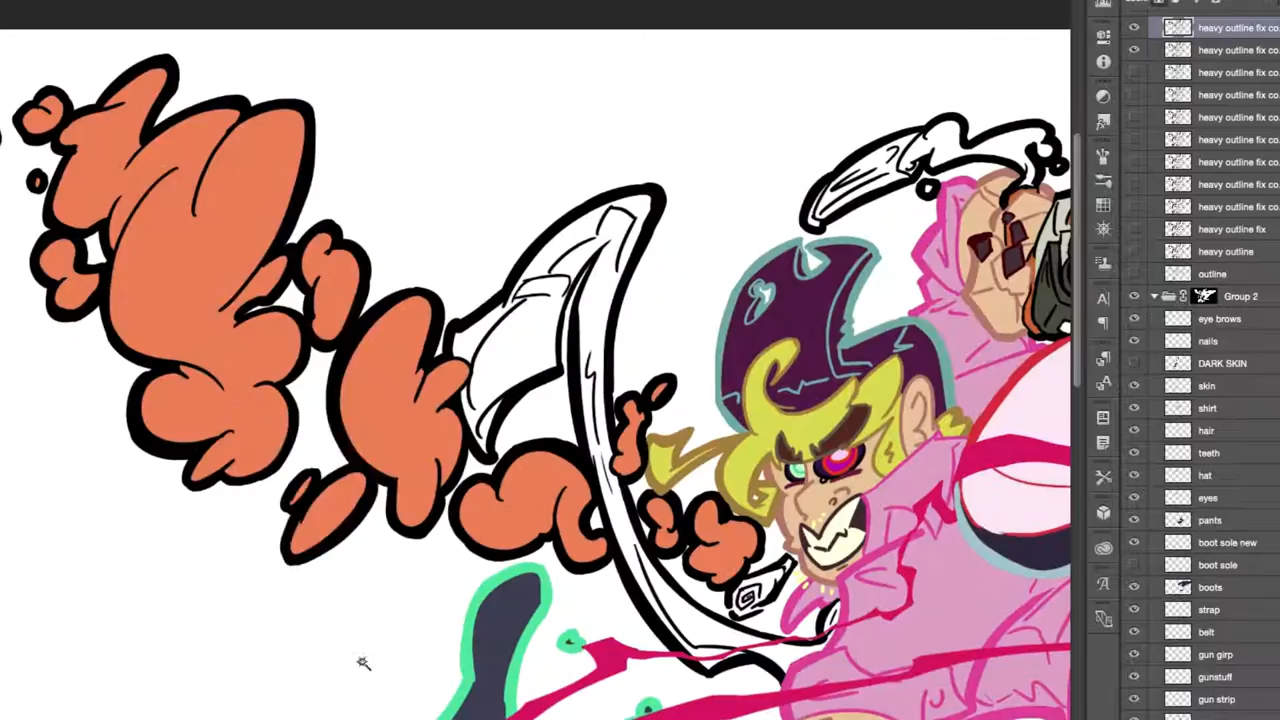 heavy outline fix co.
heavy outline fix co.
heavy outline fix co.
heavy outline fix co.
heavy outline fix co.
heavy outline fix co.
heavy outline fix co.
heavy outline fix co.
heavy outline fix co.
heavy outline fix
heavy outline
outline
Group 2
eye brows
nails
DARK SKIN
skin
shirt
hair
teeth
hat
eyes
pants
boot sole new
boot sole
boots
strap
belt
gun girp
gunstuff
gun strip